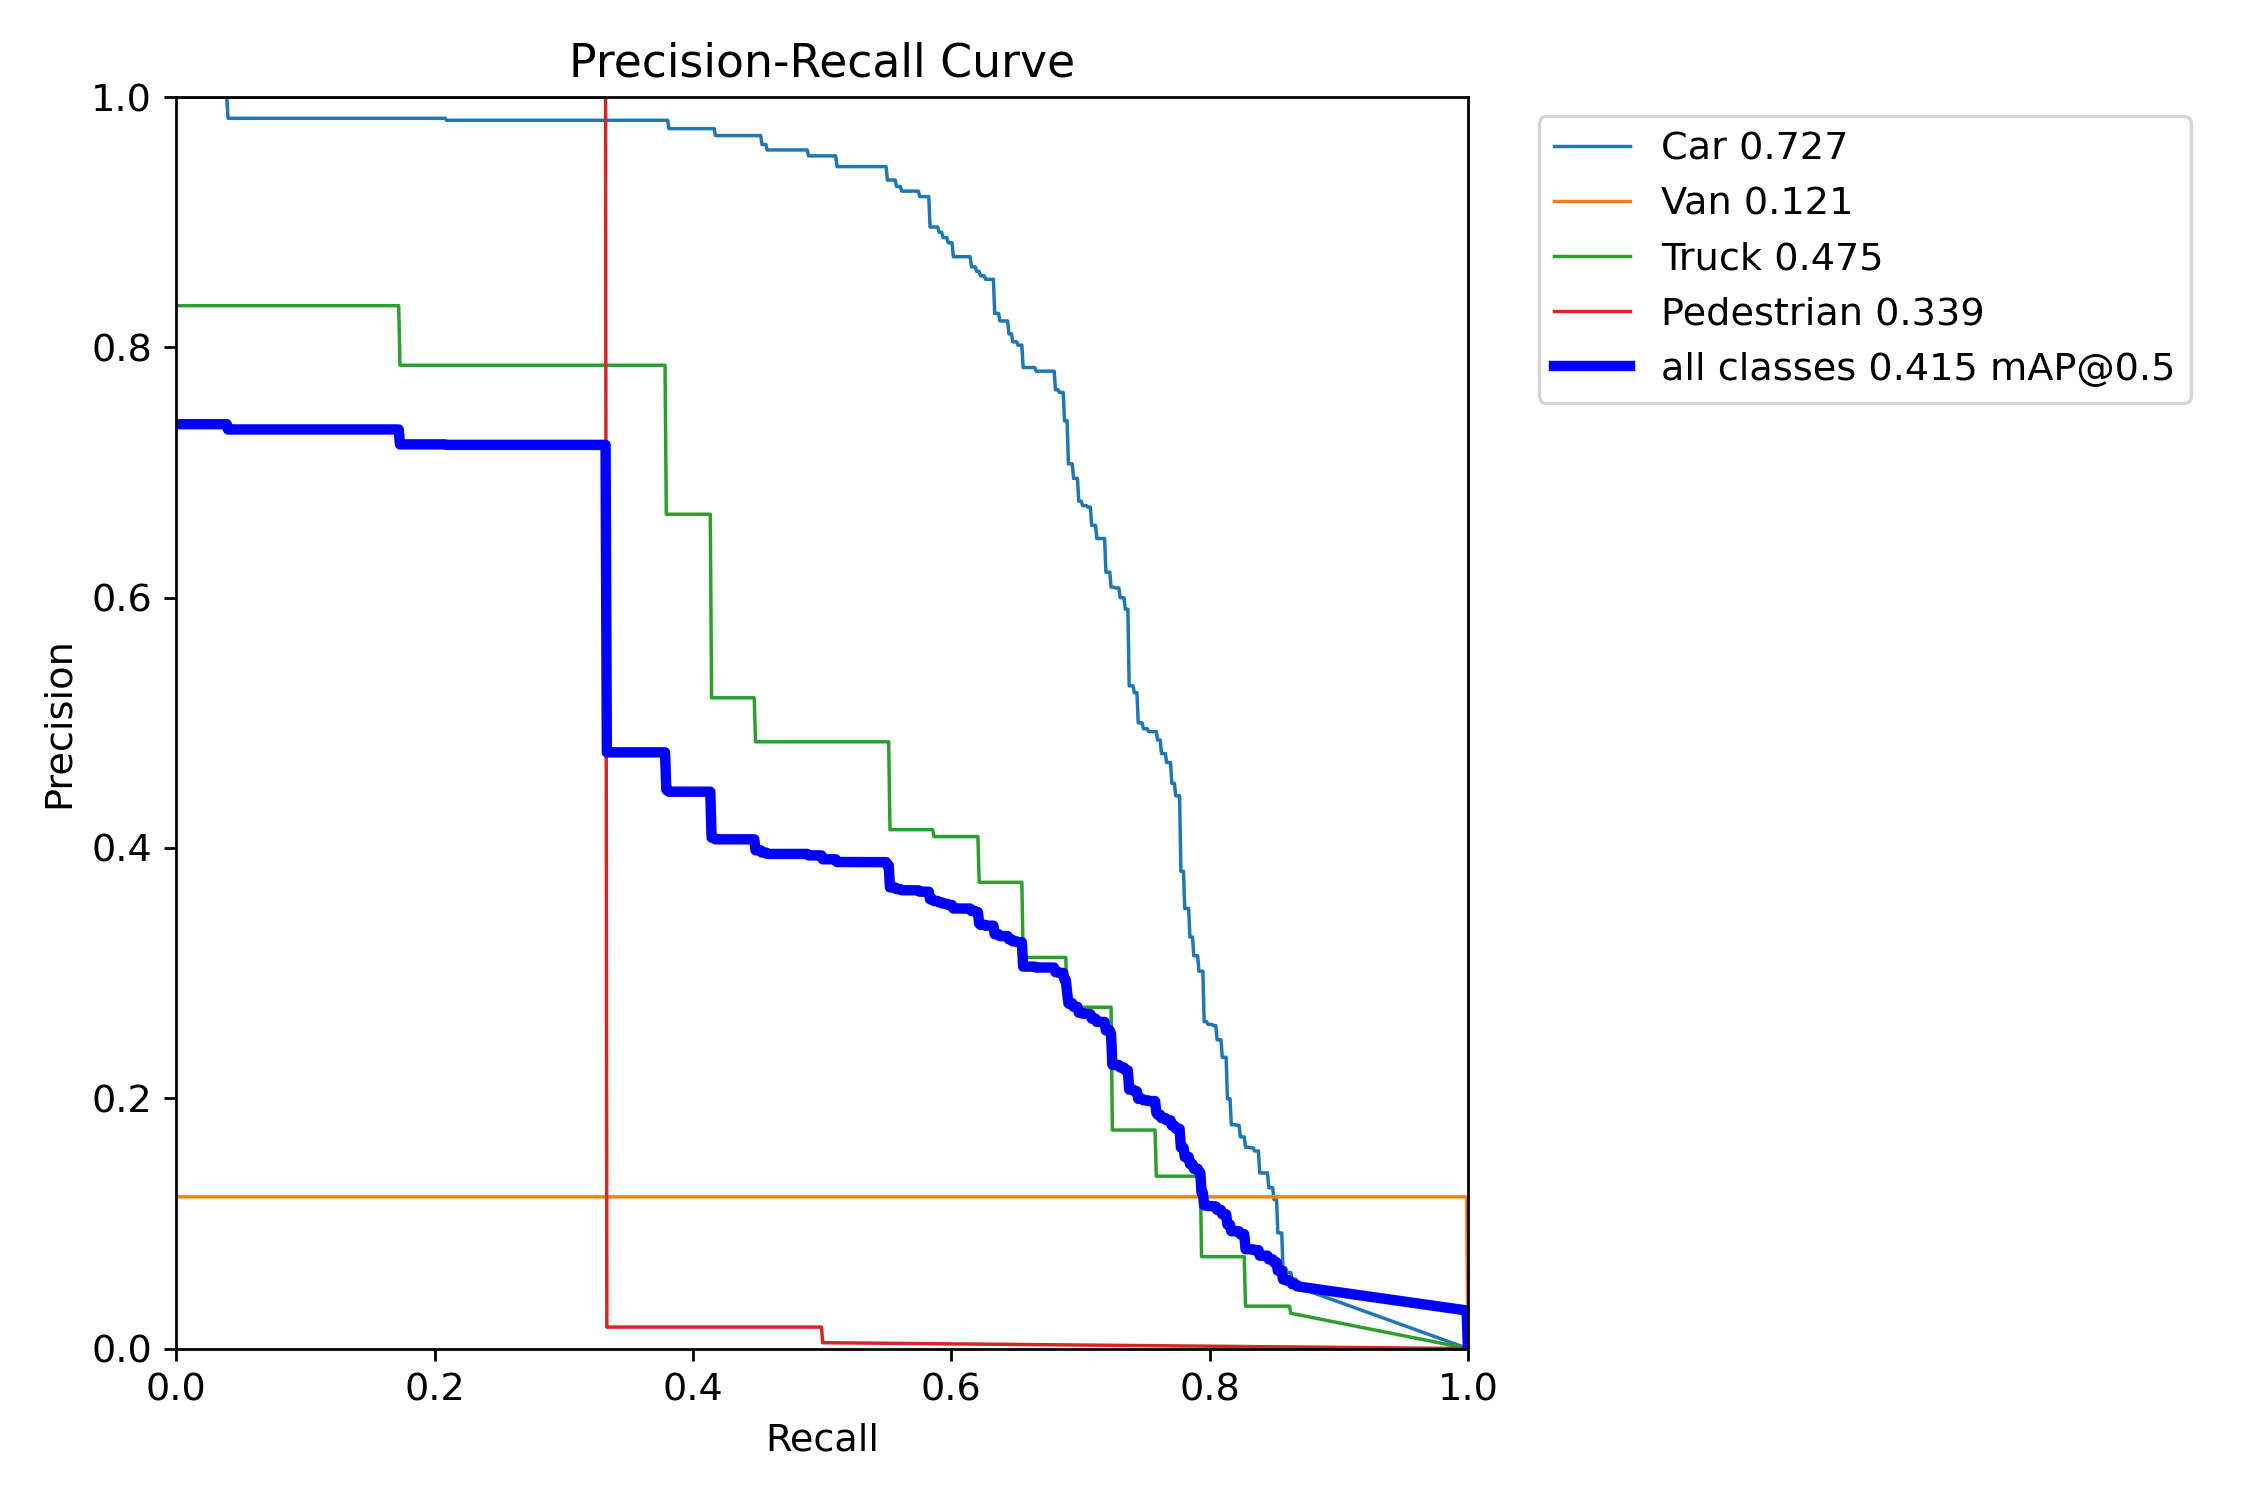 Precision-Recall Curve
1.0
0.8
0.6
0.4
0.2
0.0
Precision
0.0 0.2 0.4 0.6 0.8 1.0
Recall
Car 0.727
Van 0.121
Truck 0.475
Pedestrian 0.339
all classes 0.415 mAP@0.5